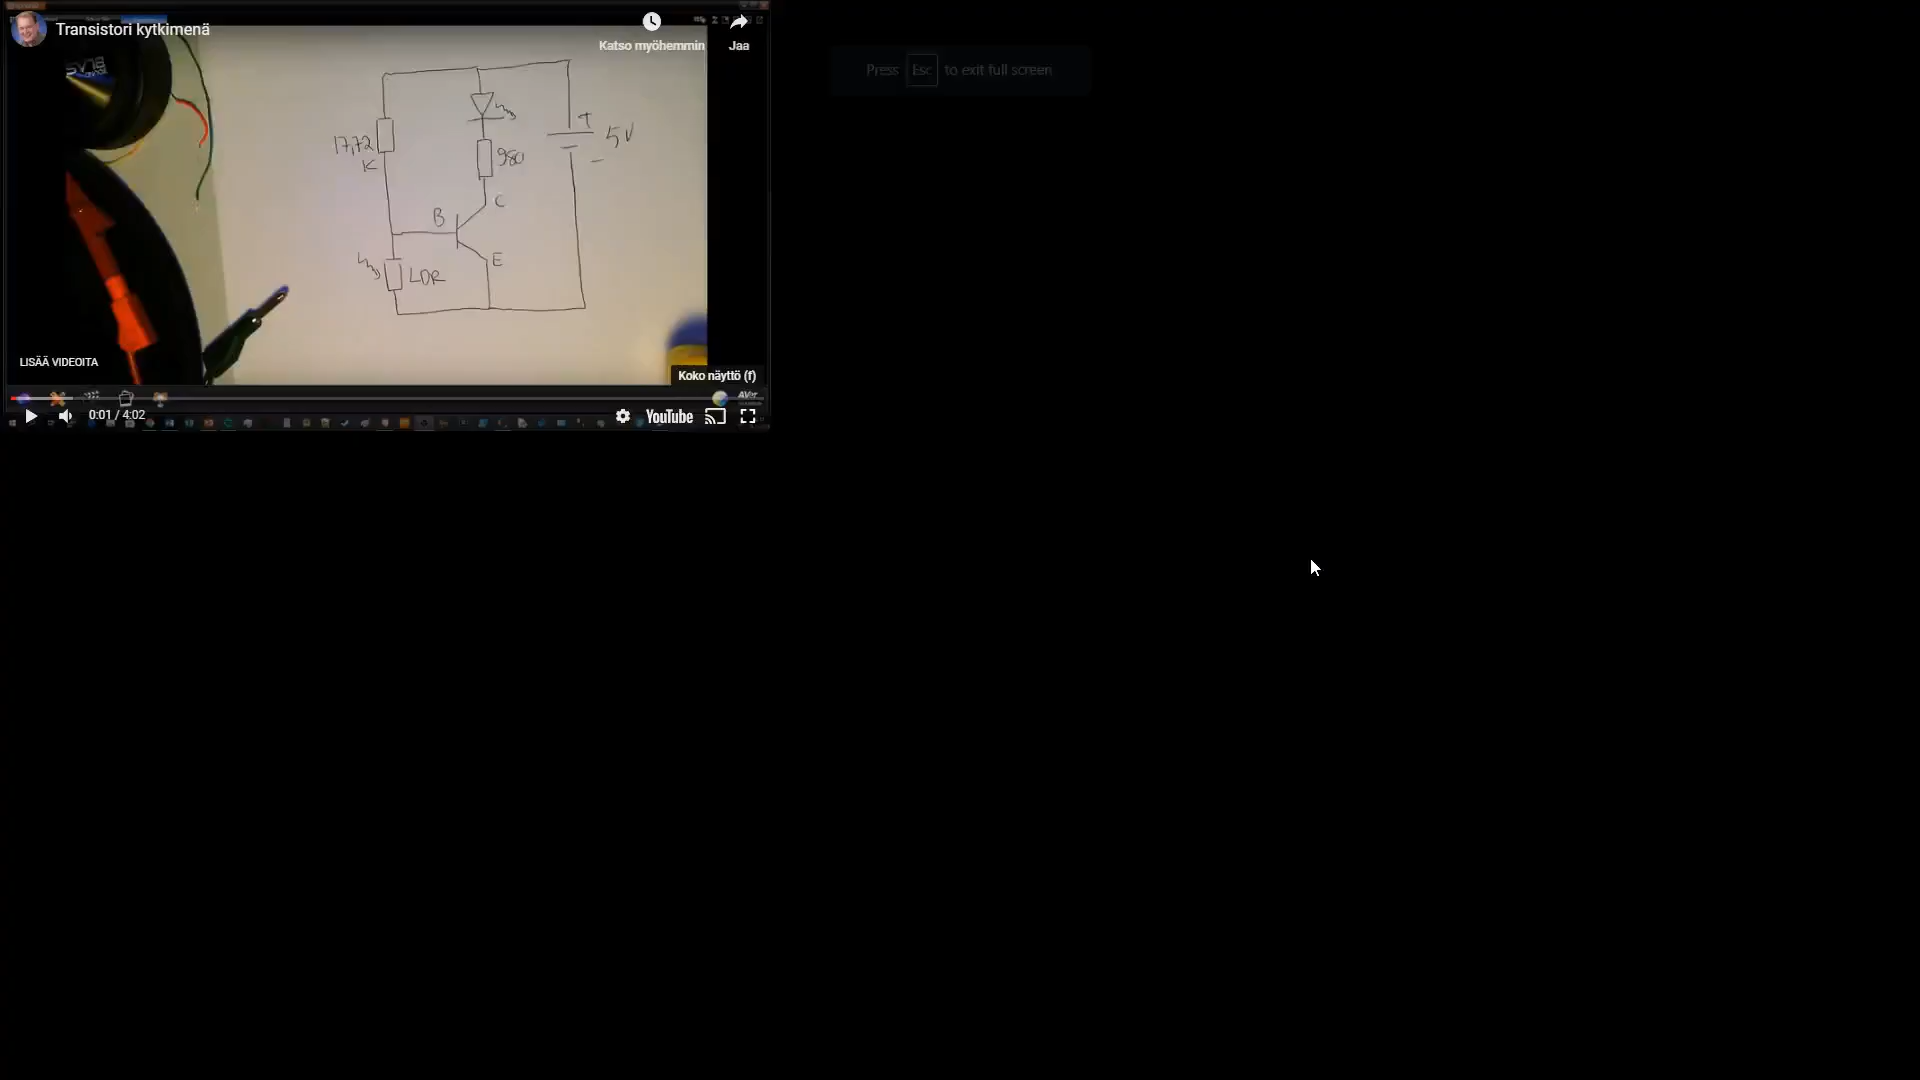 Transistori kytkimenä
Katso myöhemmin
Jaa
Press Esc to exit full screen
17,72
K
980
+
5V
-
C
B
E
LDR
LISÄÄ VIDEOITA
Koko näyttö (f)
AVer
0:01 / 4:02
YouTube